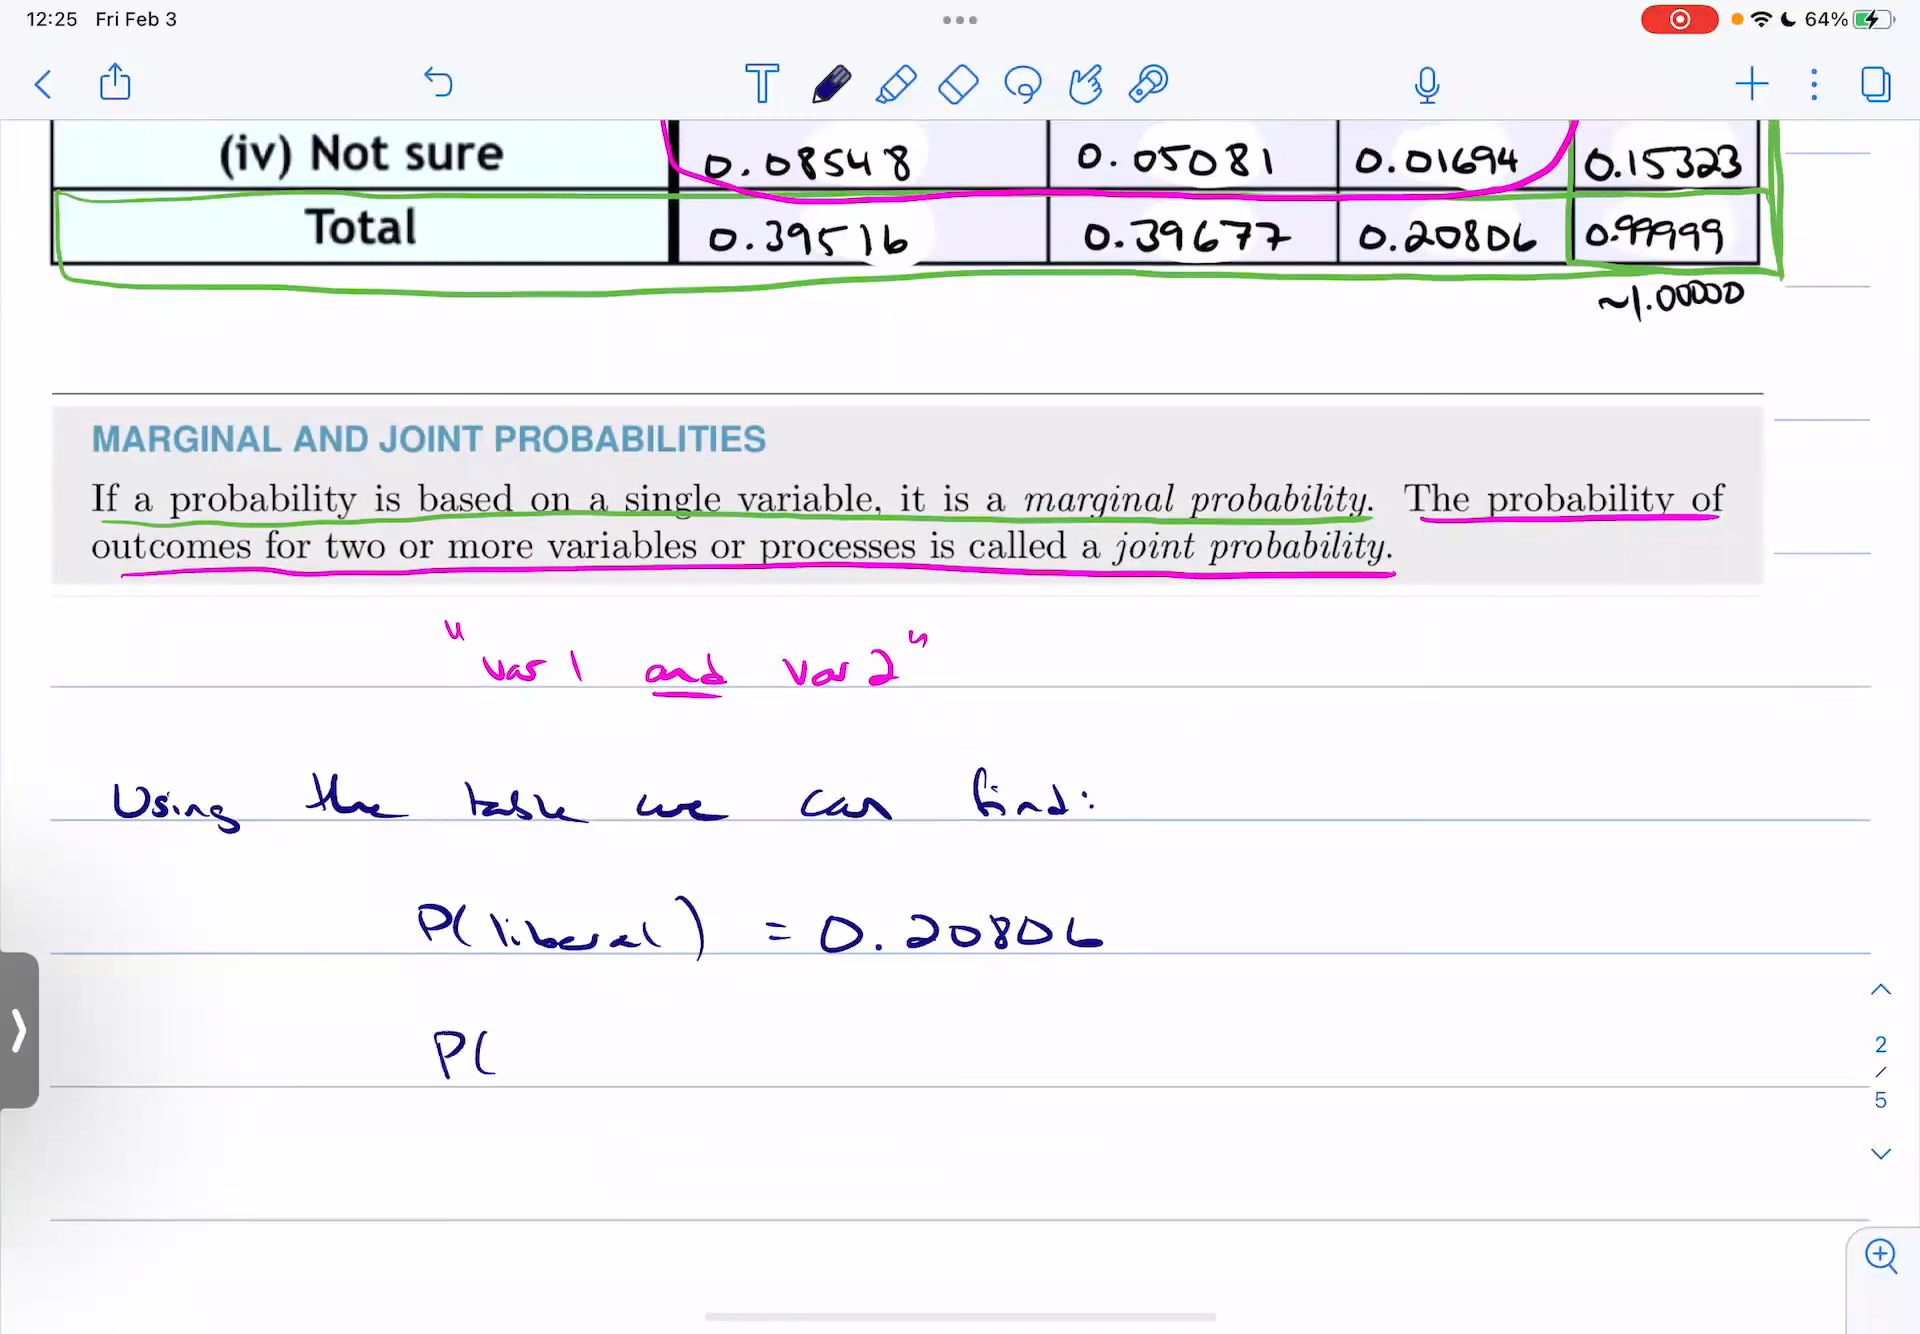 12:25 Fri Feb 3 64%
(iv) Not sure 0.08548 0.05081 0.01694 0.15323
Total 0.39516 0.39677 0.20806 0.99999
~1.00000
MARGINAL AND JOINT PROBABILITIES
If a probability is based on a single variable, it is a marginal probability. The probability of
outcomes for two or more variables or processes is called a joint probability.
"var 1 and var 2"
Using the table we can find:
P(liberal) = 0.20806
P(
2
/
5